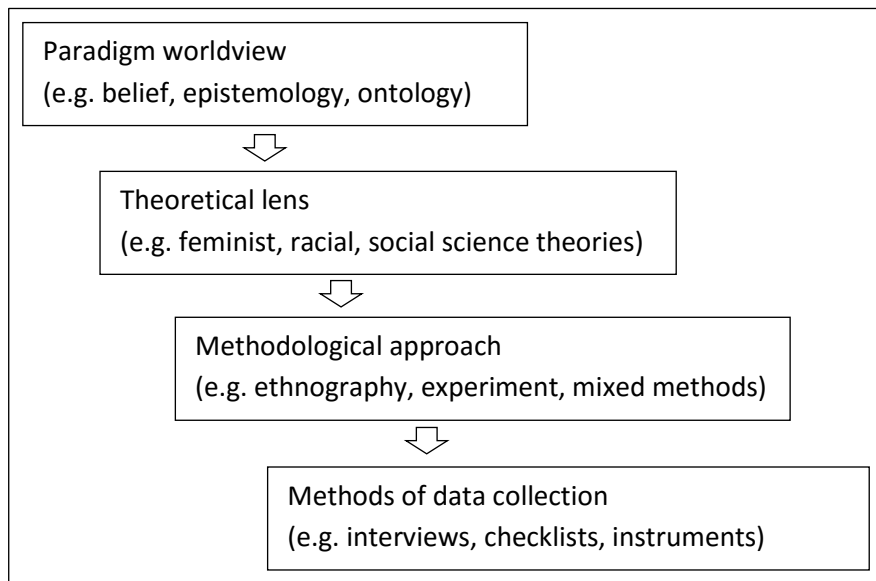 Paradigm worldview
(e.g. belief, epistemology, ontology)
Theoretical lens
(e.g. feminist, racial, social science theories)
Methodological approach
(e.g. ethnography, experiment, mixed methods)
Methods of data collection
(e.g. interviews, checklists, instruments)